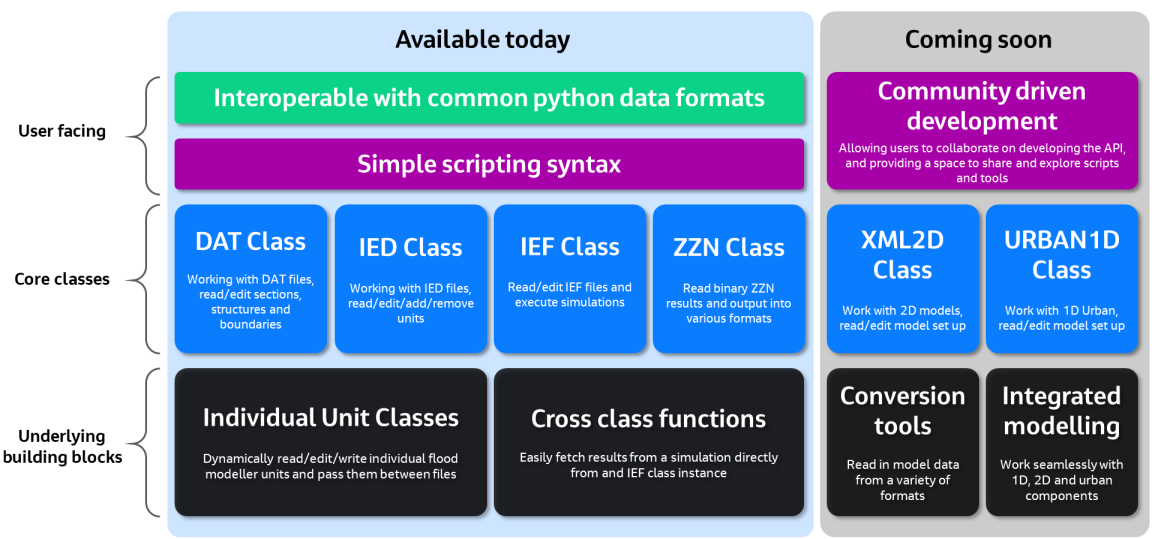 Available today
Coming soon
User facing
Interoperable with common python data formats
Simple scripting syntax
Community driven
development
Allowing users to collaborate on developing the API,
and providing a space to share and explore scripts
and tools
Core classes
DAT Class
Working with DAT files,
read/edit sections,
structures and
boundaries
IED Class
Working with IED files,
read/edit/add/remove
units
IEF Class
Read/edit IEF files and
execute simulations
ZZN Class
Read binary ZZN
results and output into
various formats
XML2D
Class
Work with 2D models,
read/edit model set up
URBAN1D
Class
Work with 1D Urban,
read/edit model set up
Underlying
building blocks
Individual Unit Classes
Dynamically read/edit/write individual flood
modeller units and pass them between files
Cross class functions
Easily fetch results from a simulation directly
from and IEF class instance
Conversion
tools
Read in model data
from a variety of
formats
Integrated
modelling
Work seamlessly with
1D, 2D and urban
components